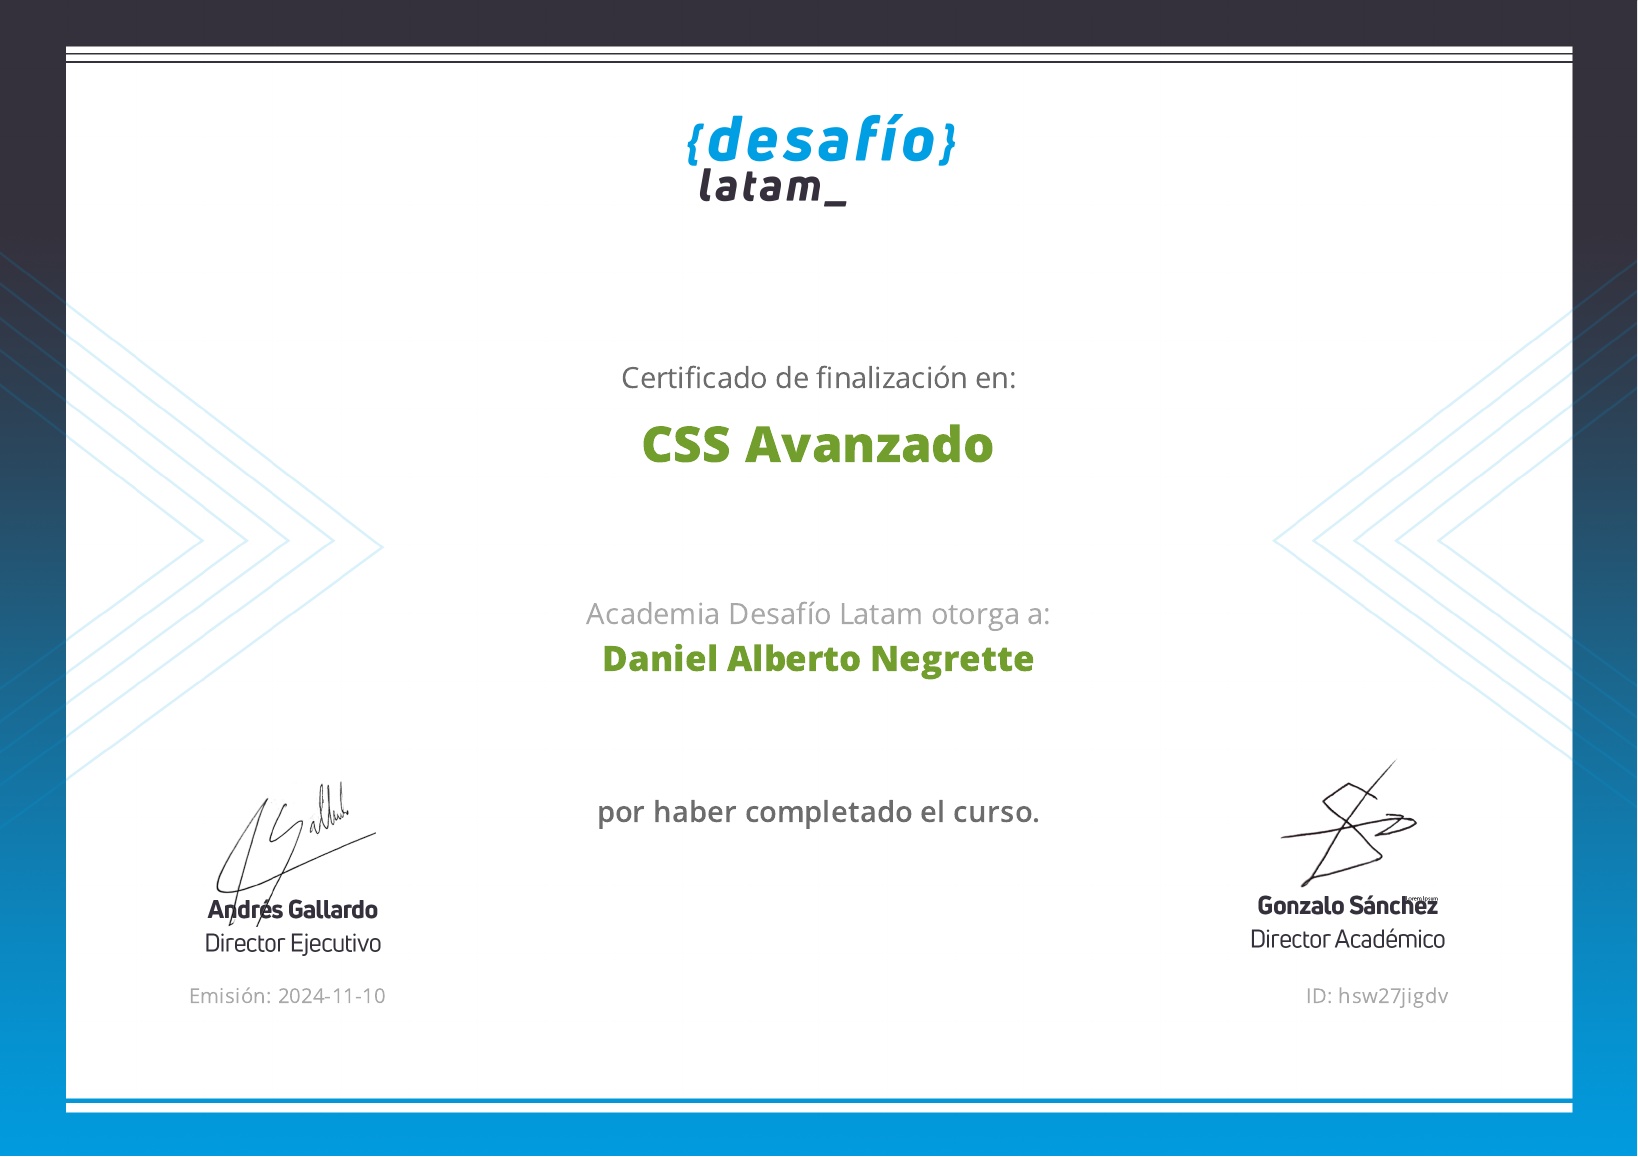 {desafío}
latam_
Certificado de finalización en:
CSS Avanzado
Academia Desafío Latam otorga a:
Daniel Alberto Negrette
por haber completado el curso.
Andrés Gallardo
Director Ejecutivo
Emisión: 2024-11-10
Gonzalo Sánchez
Director Académico
ID: hsw27jigdv